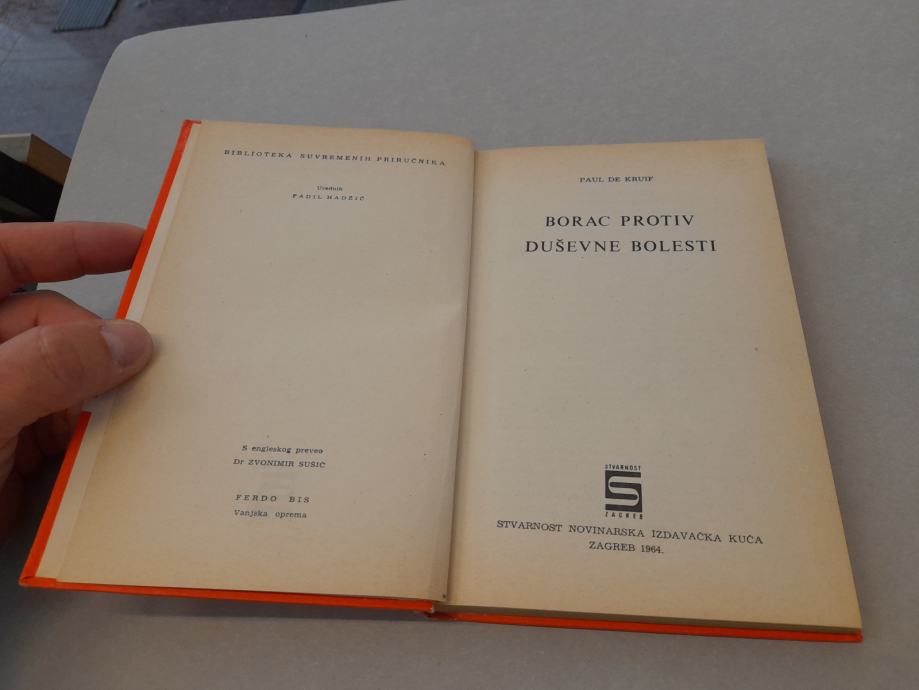 BIBLIOTEKA SUVREMENIH PRIRUČNIKA
Urednik
FADIL HADŽIĆ
S engleskog preveo
Dr ZVONIMIR SUSIĆ
FERDO BIS
Vanjska oprema
PAUL DE KRUIF
BORAC PROTIV
DUŠEVNE BOLESTI
STVARNOST
S
ZAGREB
STVARNOST NOVINARSKA IZDAVAČKA KUĆA
ZAGREB 1964.